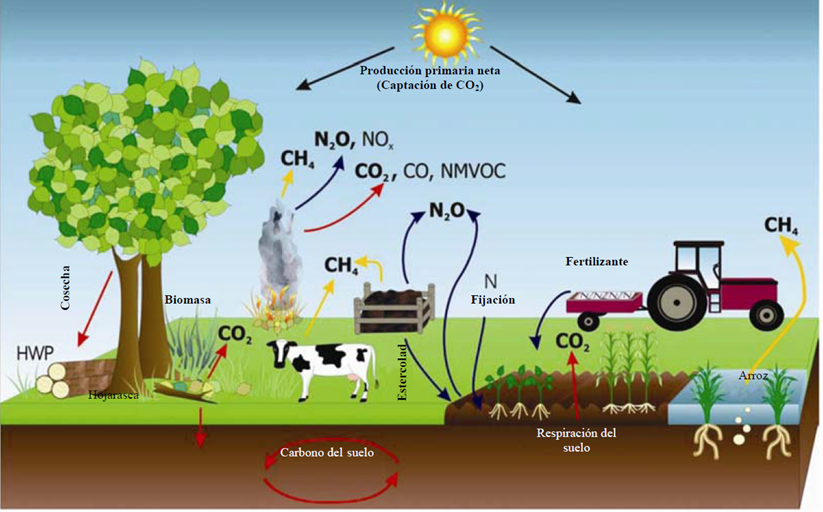 Producción primaria neta
(Captación de CO₂)
N₂O, NOₓ
CH₄
CO₂, CO, NMVOC
N₂O
CH₄
CH₄
Cosecha
Biomasa
N
Fijación
Fertilizante
CO₂
CO₂
HWP
Hojarasca
Estercolad
Arroz
Carbono del suelo
Respiración del
suelo